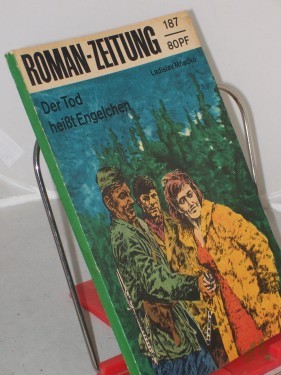 ROMAN-ZEITUNG
187
80PF
Ladislav Mňačko
Der Tod
heißt Engelchen